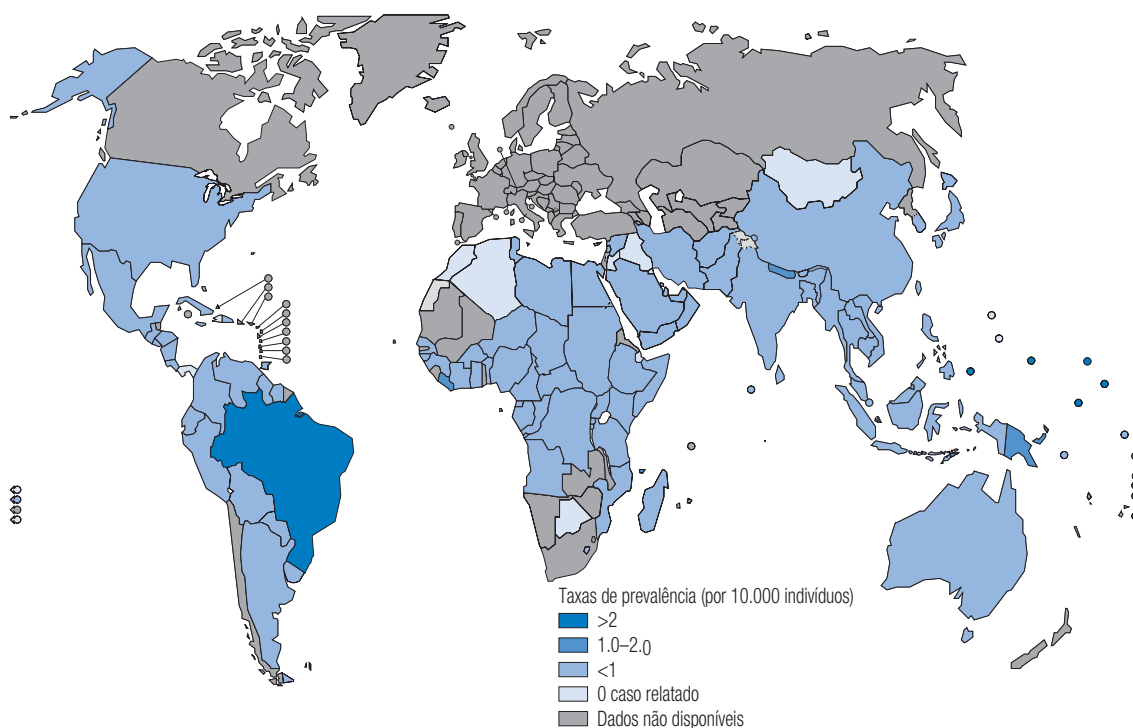 Taxas de prevalência (por 10.000 indivíduos)
>2
1.0–2.0
<1
0 caso relatado
Dados não disponíveis